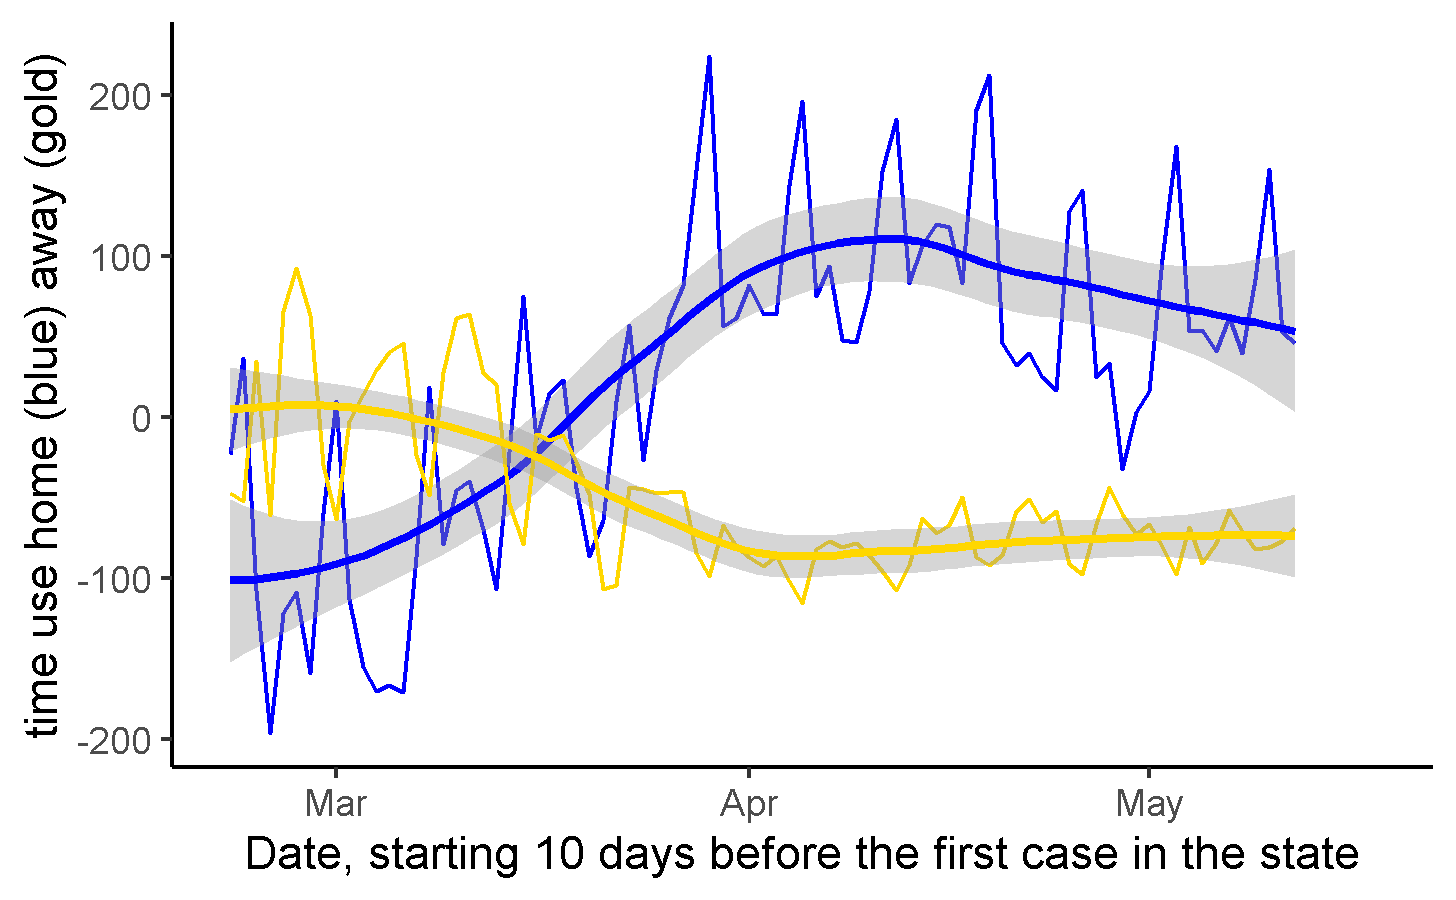 time use home (blue) away (gold)
200
100
0
-100
-200
Mar Apr May
Date, starting 10 days before the first case in the state